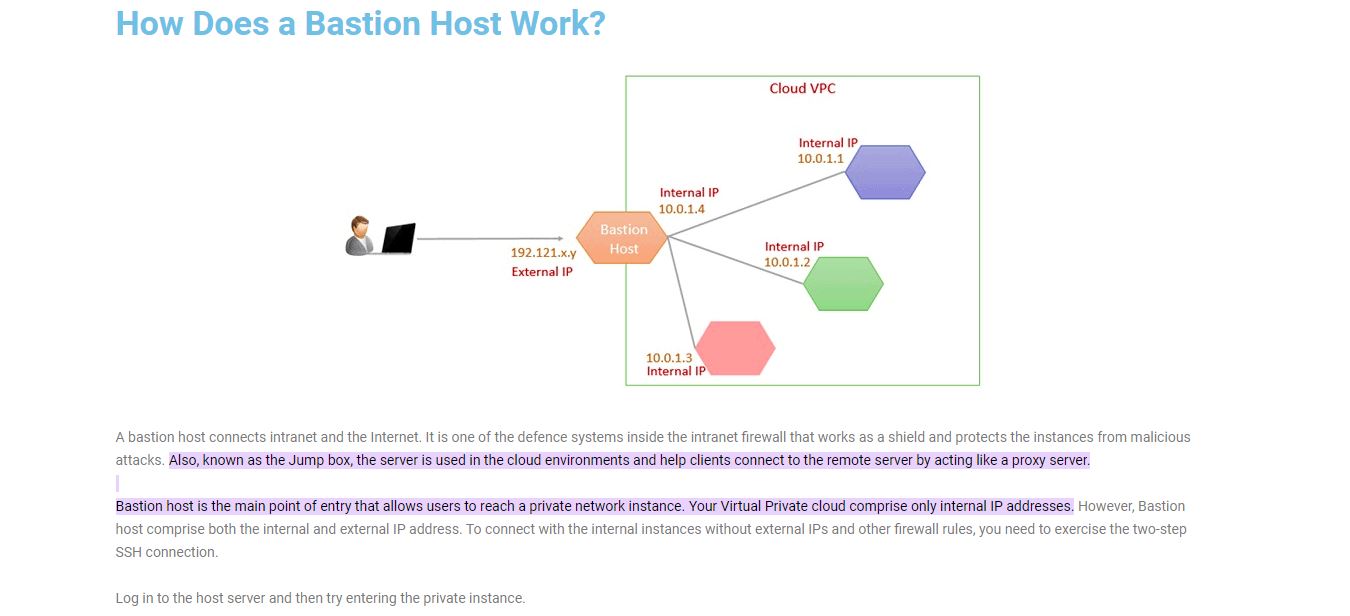 How Does a Bastion Host Work?
Cloud VPC
Internal IP
10.0.1.1
Internal IP
10.0.1.4
Bastion
Host
192.121.x.y
External IP
Internal IP
10.0.1.2
10.0.1.3
Internal IP
A bastion host connects intranet and the Internet. It is one of the defence systems inside the intranet firewall that works as a shield and protects the instances from malicious
attacks. Also, known as the Jump box, the server is used in the cloud environments and help clients connect to the remote server by acting like a proxy server.
Bastion host is the main point of entry that allows users to reach a private network instance. Your Virtual Private cloud comprise only internal IP addresses. However, Bastion
host comprise both the internal and external IP address. To connect with the internal instances without external IPs and other firewall rules, you need to exercise the two-step
SSH connection.
Log in to the host server and then try entering the private instance.